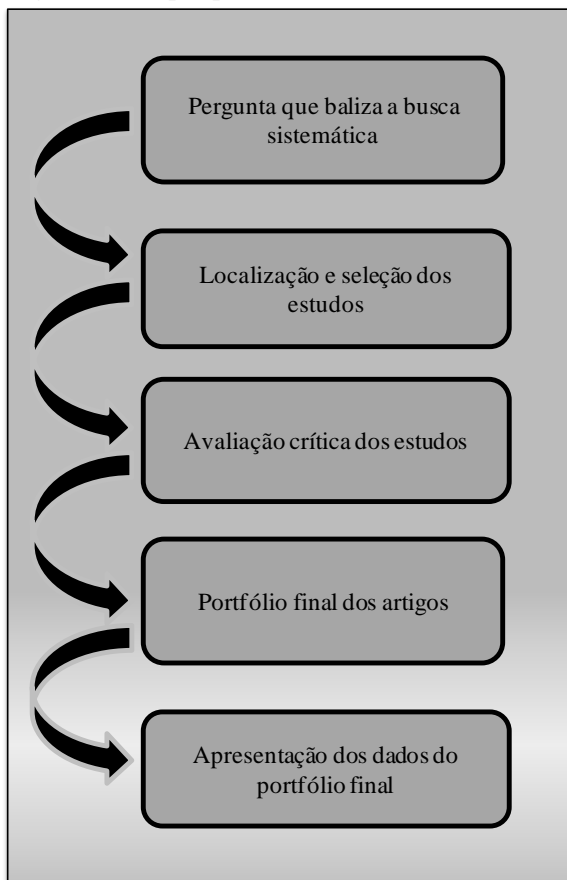 Pergunta que baliza a busca
sistemática
Localização e seleção dos
estudos
Avaliação crítica dos estudos
Portfólio final dos artigos
Apresentação dos dados do
portfólio final